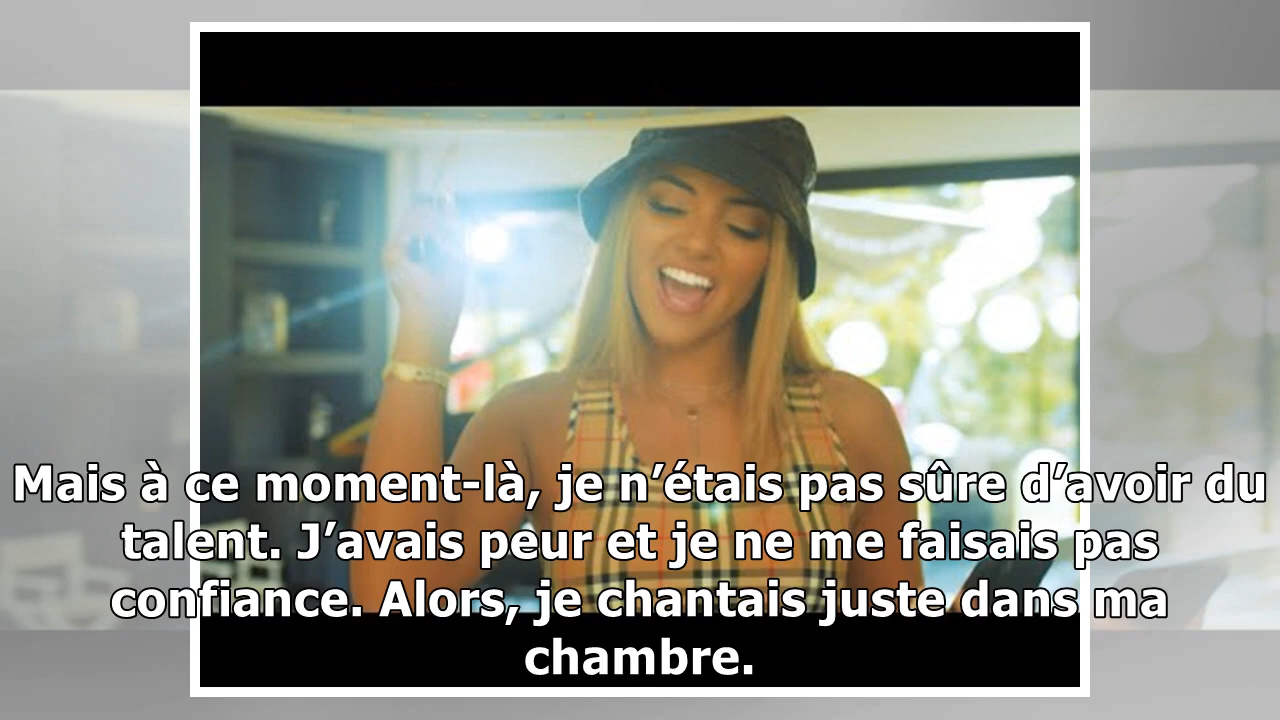 Mais à ce moment-là, je n’étais pas sûre d’avoir du
talent. J’avais peur et je ne me faisais pas
confiance. Alors, je chantais juste dans ma
chambre.